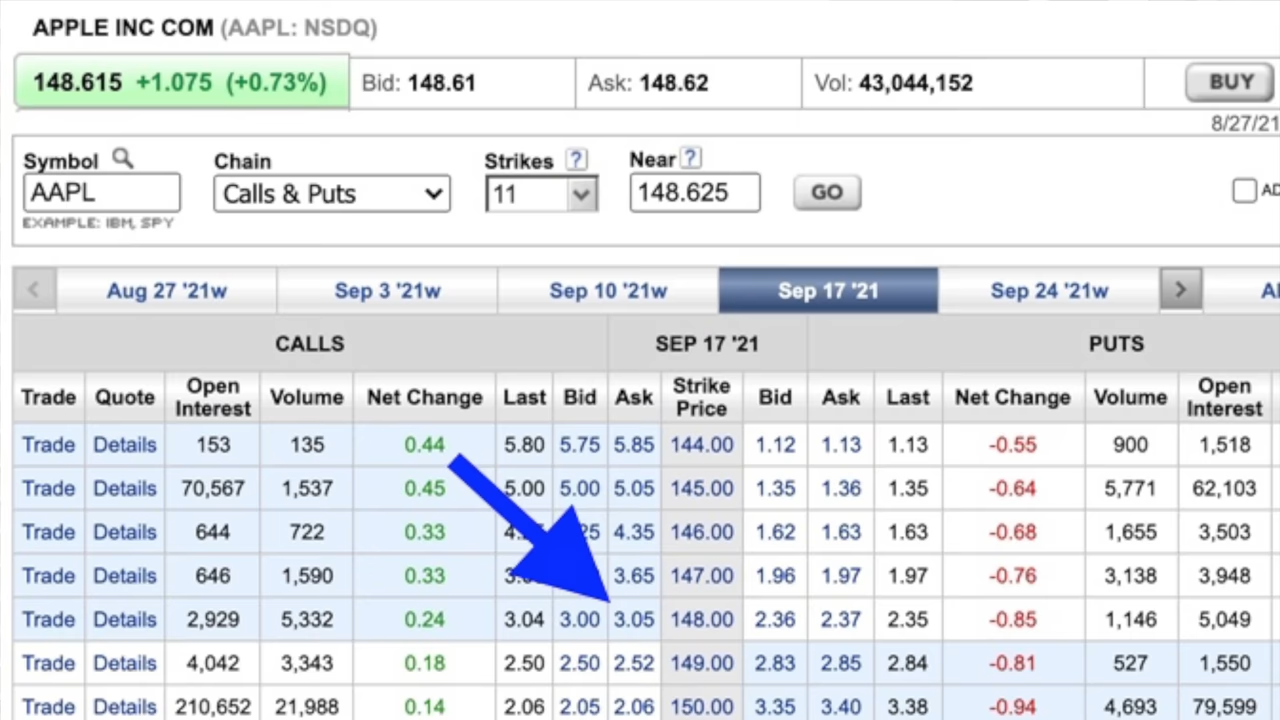 APPLE INC COM (AAPL: NSDQ)
148.615 +1.075 (+0.73%) Bid: 148.61 Ask: 148.62 Vol: 43,044,152 BUY
8/27/21
Symbol Chain Strikes ? Near ?
AAPL Calls & Puts 11 148.625 GO
EXAMPLE: IBM, SPY
< Aug 27 '21w Sep 3 '21w Sep 10 '21w Sep 17 '21 Sep 24 '21w >
CALLS SEP 17 '21 PUTS
Trade Quote Open Interest Volume Net Change Last Bid Ask Strike Price Bid Ask Last Net Change Volume Open Interest
Trade Details 153 135 0.44 5.80 5.75 5.85 144.00 1.12 1.13 1.13 -0.55 900 1,518
Trade Details 70,567 1,537 0.45 5.00 5.00 5.05 145.00 1.35 1.36 1.35 -0.64 5,771 62,103
Trade Details 644 722 0.33 4.35 146.00 1.62 1.63 1.63 -0.68 1,655 3,503
Trade Details 646 1,590 0.33 3.65 147.00 1.96 1.97 1.97 -0.76 3,138 3,948
Trade Details 2,929 5,332 0.24 3.04 3.00 3.05 148.00 2.36 2.37 2.35 -0.85 1,146 5,049
Trade Details 4,042 3,343 0.18 2.50 2.50 2.52 149.00 2.83 2.85 2.84 -0.81 527 1,550
Trade Details 210,652 21,988 0.14 2.06 2.05 2.06 150.00 3.35 3.40 3.38 -0.94 4,693 79,599